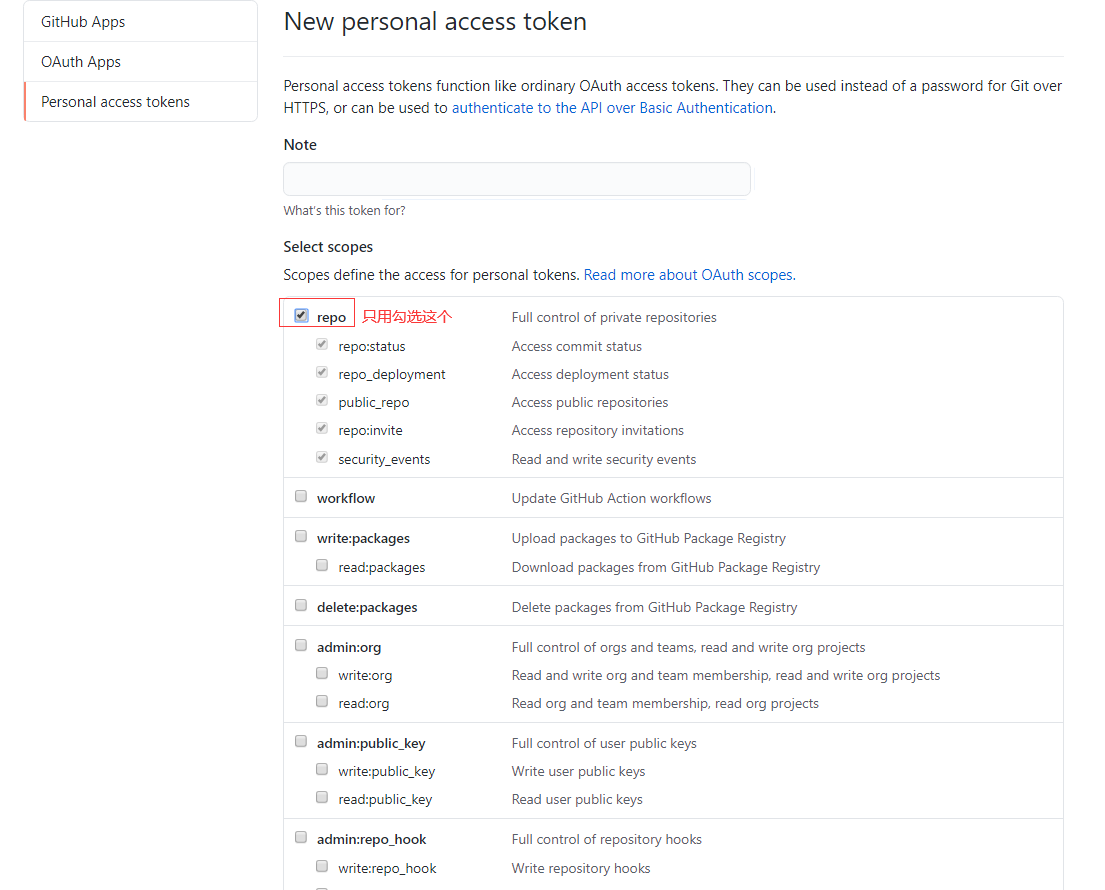 GitHub Apps
OAuth Apps
Personal access tokens
New personal access token
Personal access tokens function like ordinary OAuth access tokens. They can be used instead of a password for Git over
HTTPS, or can be used to authenticate to the API over Basic Authentication.
Note
What's this token for?
Select scopes
Scopes define the access for personal tokens. Read more about OAuth scopes.
repo 只用勾选这个 Full control of private repositories
repo:status Access commit status
repo_deployment Access deployment status
public_repo Access public repositories
repo:invite Access repository invitations
security_events Read and write security events
workflow Update GitHub Action workflows
write:packages Upload packages to GitHub Package Registry
read:packages Download packages from GitHub Package Registry
delete:packages Delete packages from GitHub Package Registry
admin:org Full control of orgs and teams, read and write org projects
write:org Read and write org and team membership, read and write org projects
read:org Read org and team membership, read org projects
admin:public_key Full control of user public keys
write:public_key Write user public keys
read:public_key Read user public keys
admin:repo_hook Full control of repository hooks
write:repo_hook Write repository hooks